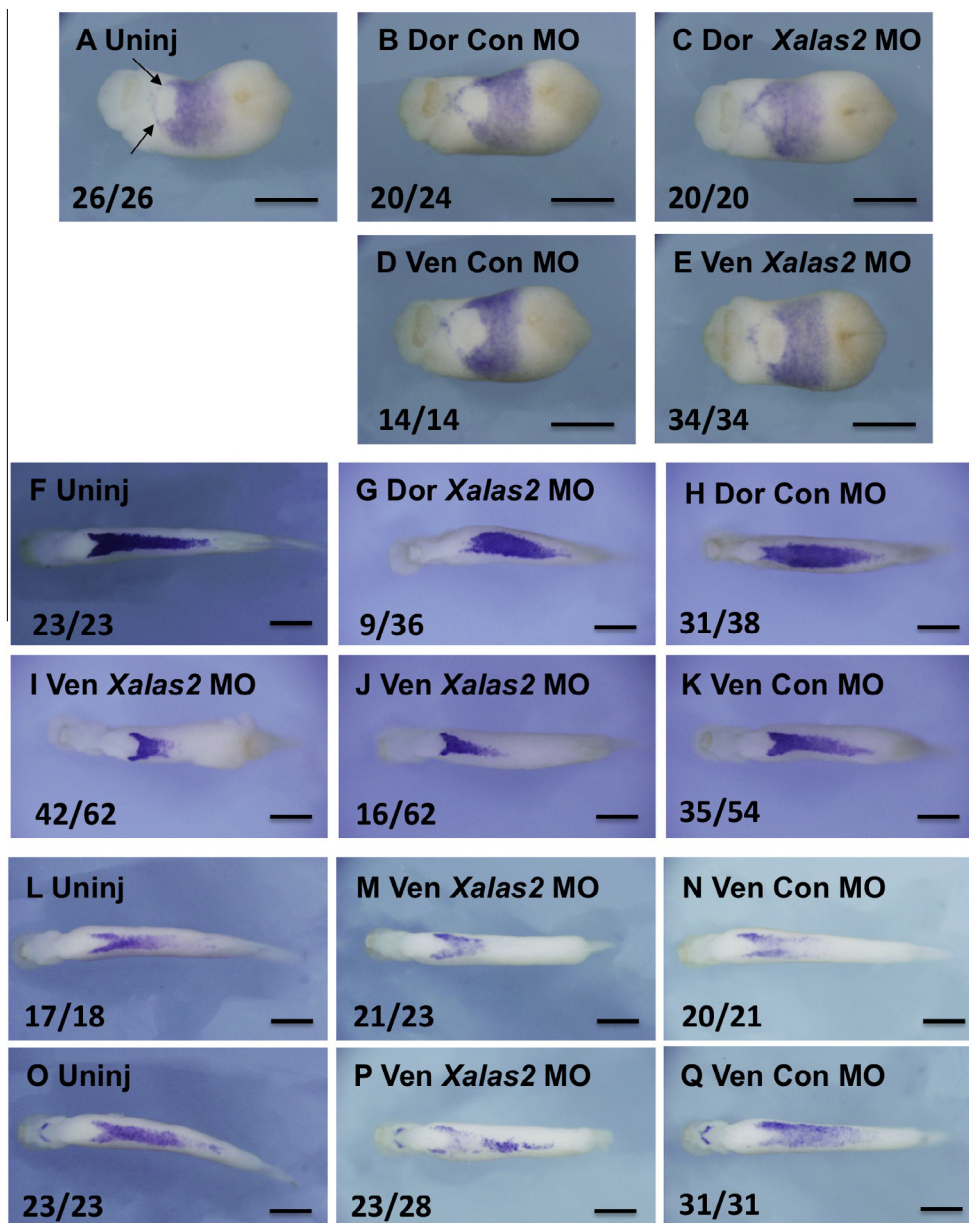 A Uninj
26/26
B Dor Con MO
20/24
C Dor Xalas2 MO
20/20
D Ven Con MO
14/14
E Ven Xalas2 MO
34/34
F Uninj
23/23
G Dor Xalas2 MO
9/36
H Dor Con MO
31/38
I Ven Xalas2 MO
42/62
J Ven Xalas2 MO
16/62
K Ven Con MO
35/54
L Uninj
17/18
M Ven Xalas2 MO
21/23
N Ven Con MO
20/21
O Uninj
23/23
P Ven Xalas2 MO
23/28
Q Ven Con MO
31/31